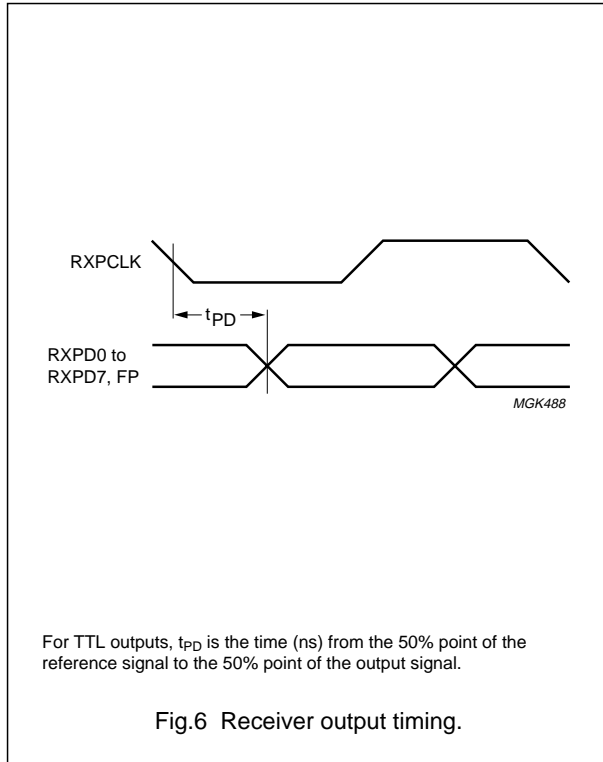 RXPCLK
tPD
RXPD0 to
RXPD7, FP
MGK488
For TTL outputs, tPD is the time (ns) from the 50% point of the
reference signal to the 50% point of the output signal.
Fig.6 Receiver output timing.